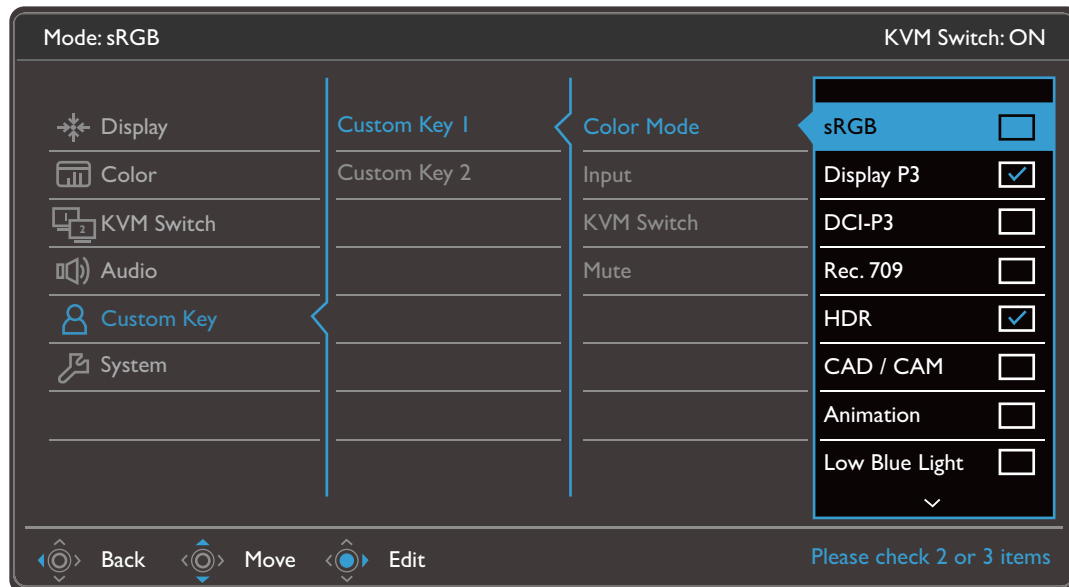 Mode: sRGB
KVM Switch: ON
Display
Color
1
2
KVM Switch
Audio
Custom Key
System
Custom Key 1
Custom Key 2
Color Mode
Input
KVM Switch
Mute
sRGB
Display P3
DCI-P3
Rec. 709
HDR
CAD / CAM
Animation
Low Blue Light
Back
Move
Edit
Please check 2 or 3 items